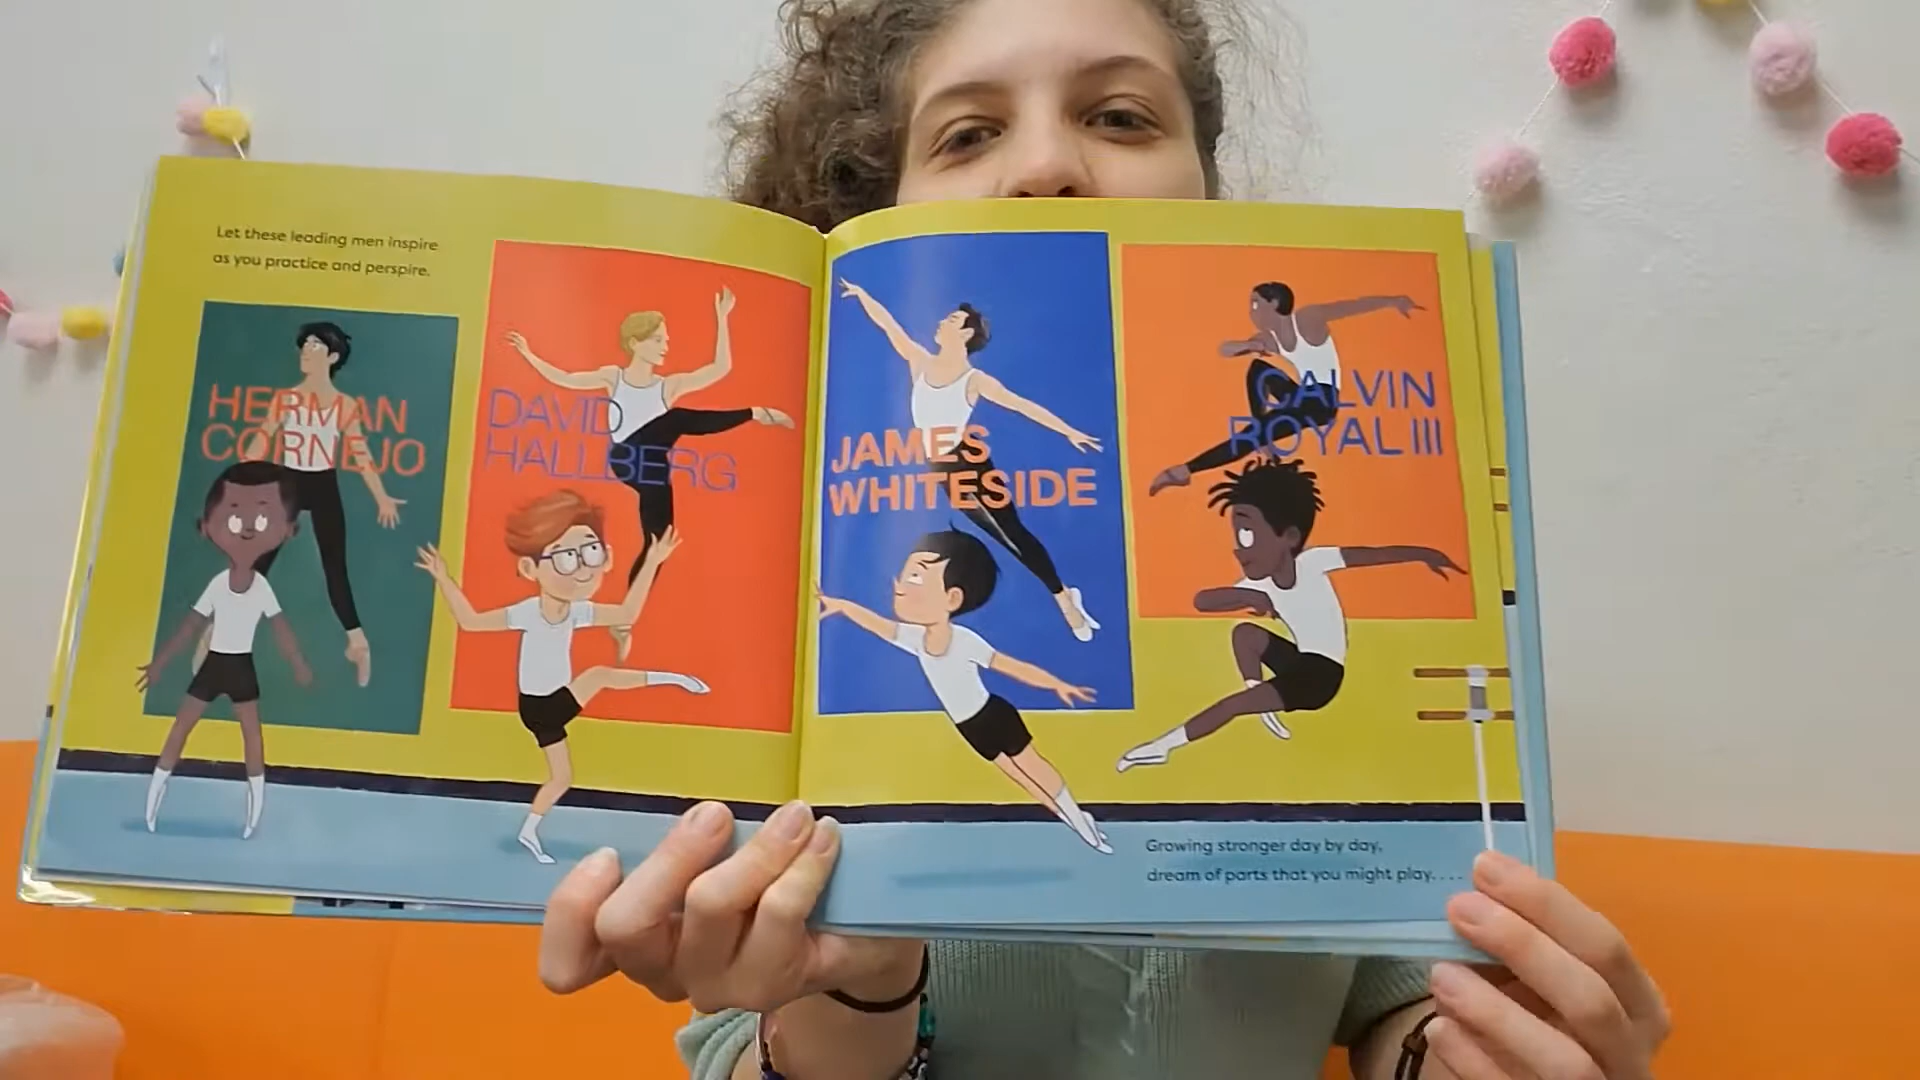 Let these leading men inspire
as you practice and perspire.
HERMAN
CORNEJO
DAVID
HALLBERG
JAMES
WHITESIDE
CALVIN
ROYAL III
Growing stronger day by day,
dream of parts that you might play....